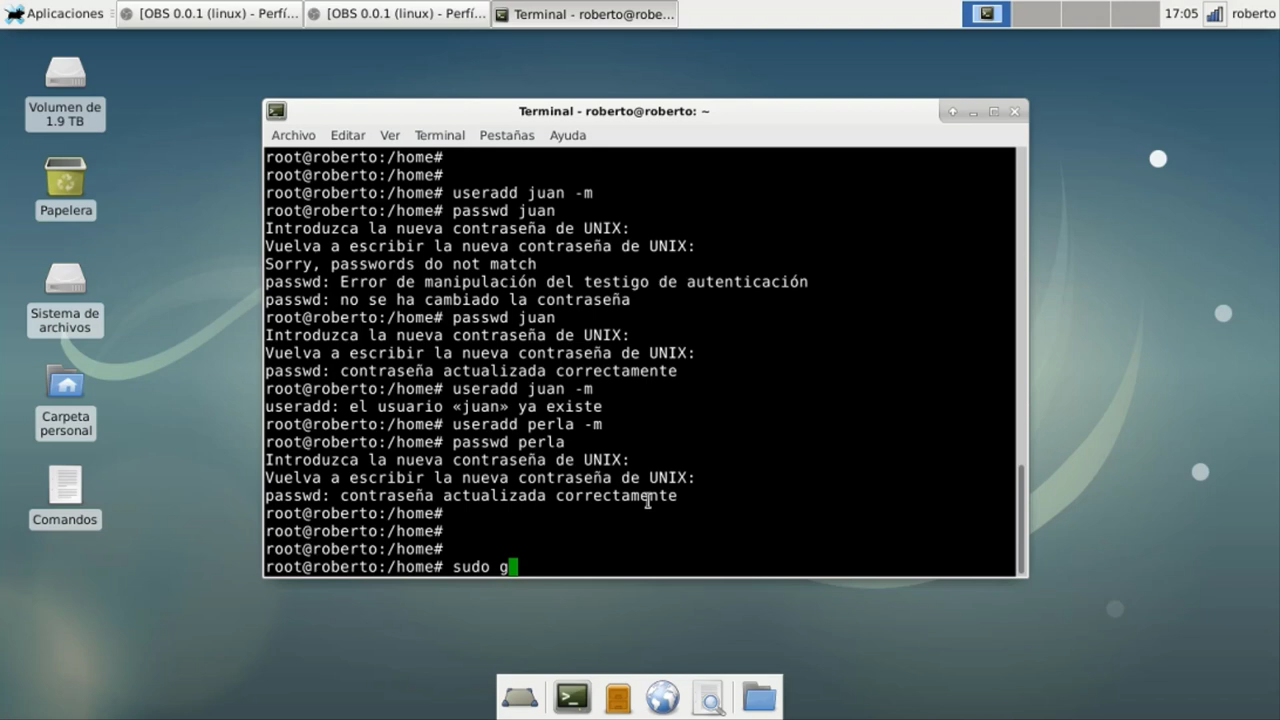 Aplicaciones
[OBS 0.0.1 (linux) - Perfí...
[OBS 0.0.1 (linux) - Perfí...
Terminal - roberto@robe...
17:05
roberto
Volumen de
1.9 TB
Papelera
Sistema de
archivos
Carpeta
personal
Comandos
Terminal - roberto@roberto: ~
Archivo Editar Ver Terminal Pestañas Ayuda
root@roberto:/home#
root@roberto:/home#
root@roberto:/home# useradd juan -m
root@roberto:/home# passwd juan
Introduzca la nueva contraseña de UNIX:
Vuelva a escribir la nueva contraseña de UNIX:
Sorry, passwords do not match
passwd: Error de manipulación del testigo de autenticación
passwd: no se ha cambiado la contraseña
root@roberto:/home# passwd juan
Introduzca la nueva contraseña de UNIX:
Vuelva a escribir la nueva contraseña de UNIX:
passwd: contraseña actualizada correctamente
root@roberto:/home# useradd juan -m
useradd: el usuario «juan» ya existe
root@roberto:/home# useradd perla -m
root@roberto:/home# passwd perla
Introduzca la nueva contraseña de UNIX:
Vuelva a escribir la nueva contraseña de UNIX:
passwd: contraseña actualizada correctamente
root@roberto:/home#
root@roberto:/home#
root@roberto:/home#
root@roberto:/home# sudo g